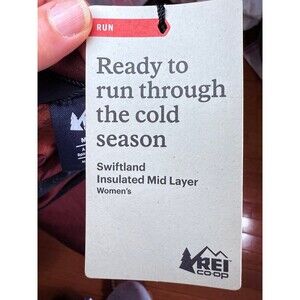 RUN
Ready to
run through
the cold
season
Swiftland
Insulated Mid Layer
Women's
REI
CO·OP
M